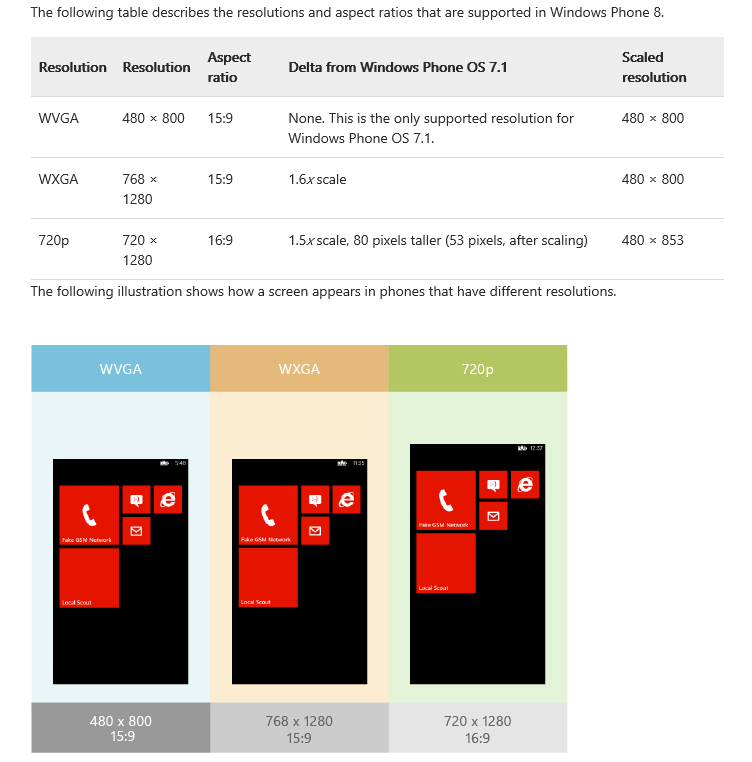 The following table describes the resolutions and aspect ratios that are supported in Windows Phone 8.
Resolution Resolution Aspect ratio Delta from Windows Phone OS 7.1 Scaled resolution
WVGA 480 × 800 15:9 None. This is the only supported resolution for Windows Phone OS 7.1. 480 × 800
WXGA 768 × 1280 15:9 1.6x scale 480 × 800
720p 720 × 1280 16:9 1.5x scale, 80 pixels taller (53 pixels, after scaling) 480 × 853
The following illustration shows how a screen appears in phones that have different resolutions.
WVGA WXGA 720p
5:48 11:35 12:37
Fake GSM Network Fake GSM Network Fake GSM Network
Local Scout Local Scout Local Scout
480 x 800 768 x 1280 720 x 1280
15:9 15:9 16:9